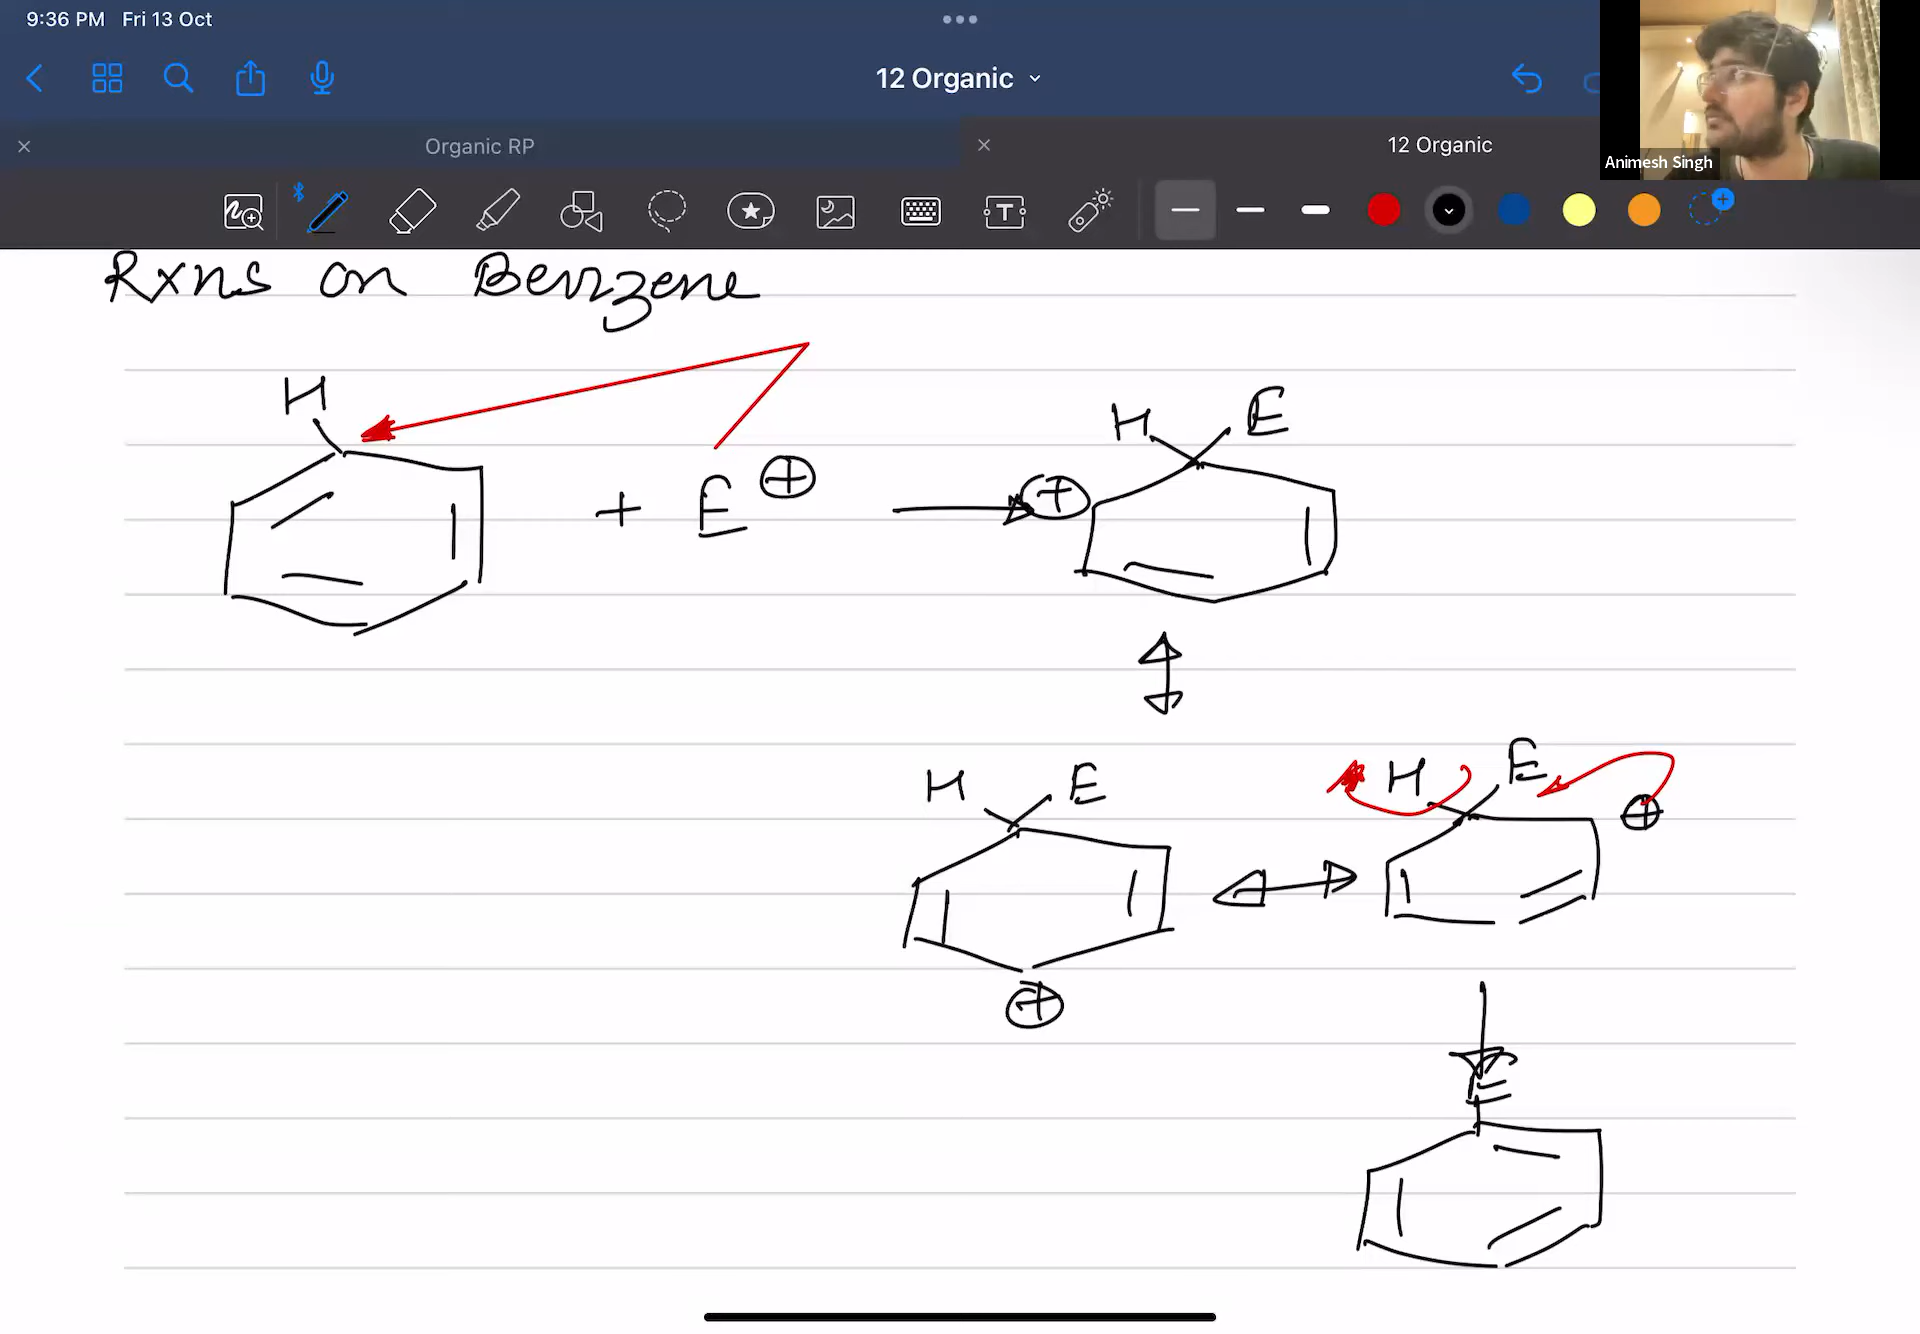 9:36 PM Fri 13 Oct
12 Organic
Organic RP
12 Organic
Animesh Singh
T
Rxns on Benzene
H
+ E ⊕
H E
⊕
H E
⊕
H E
⊕
E